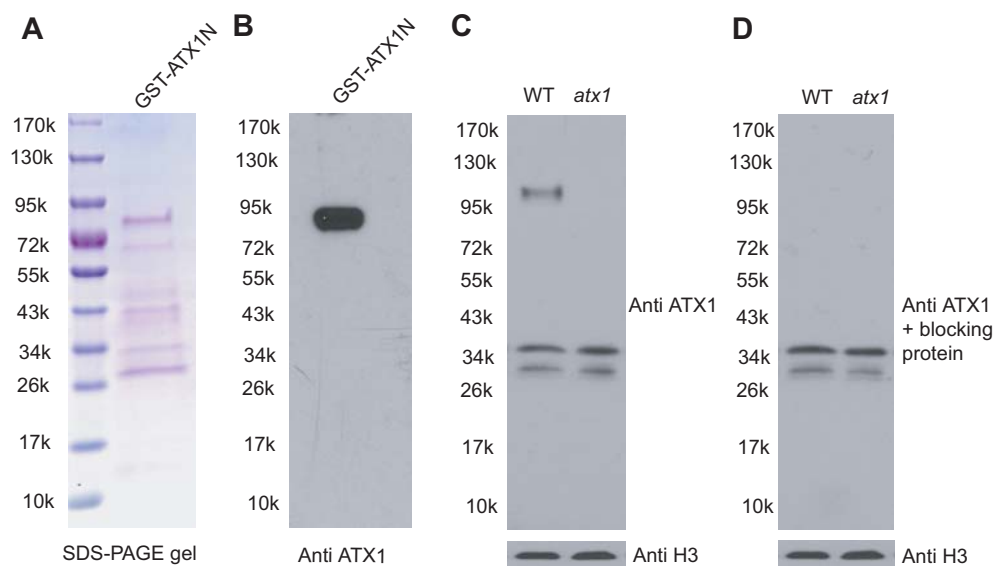 A
GST-ATX1N
170k
130k
95k
72k
55k
43k
34k
26k
17k
10k
SDS-PAGE gel
B
GST-ATX1N
170k
130k
95k
72k
55k
43k
34k
26k
17k
10k
Anti ATX1
C
WT atx1
170k
130k
95k
72k
55k
43k
34k
26k
17k
10k
Anti ATX1
Anti H3
D
WT atx1
170k
130k
95k
72k
55k
43k
34k
26k
17k
10k
Anti ATX1
+ blocking
protein
Anti H3